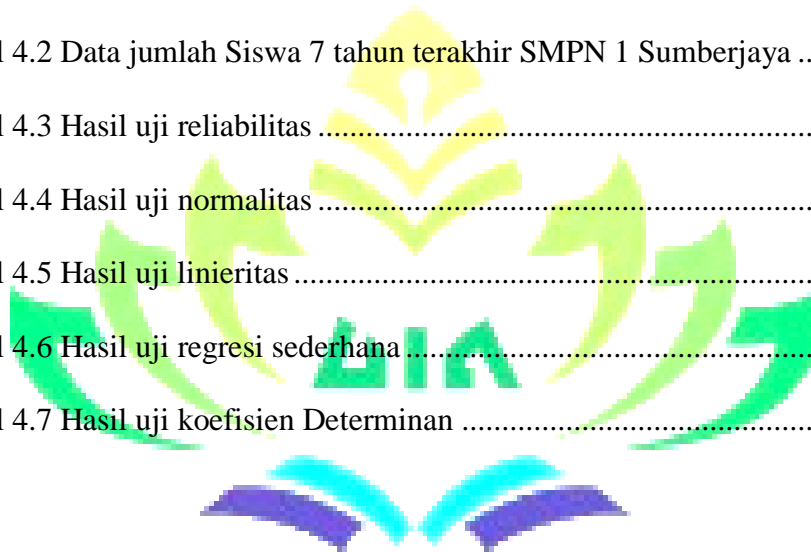 l 4.2 Data jumlah Siswa 7 tahun terakhir SMPN 1 Sumberjaya ..
l 4.3 Hasil uji reliabilitas ..........................................................................
l 4.4 Hasil uji normalitas ..........................................................................
l 4.5 Hasil uji linieritas ..............................................................................
l 4.6 Hasil uji regresi sederhana .............................................................
l 4.7 Hasil uji koefisien Determinan .....................................................
UIN